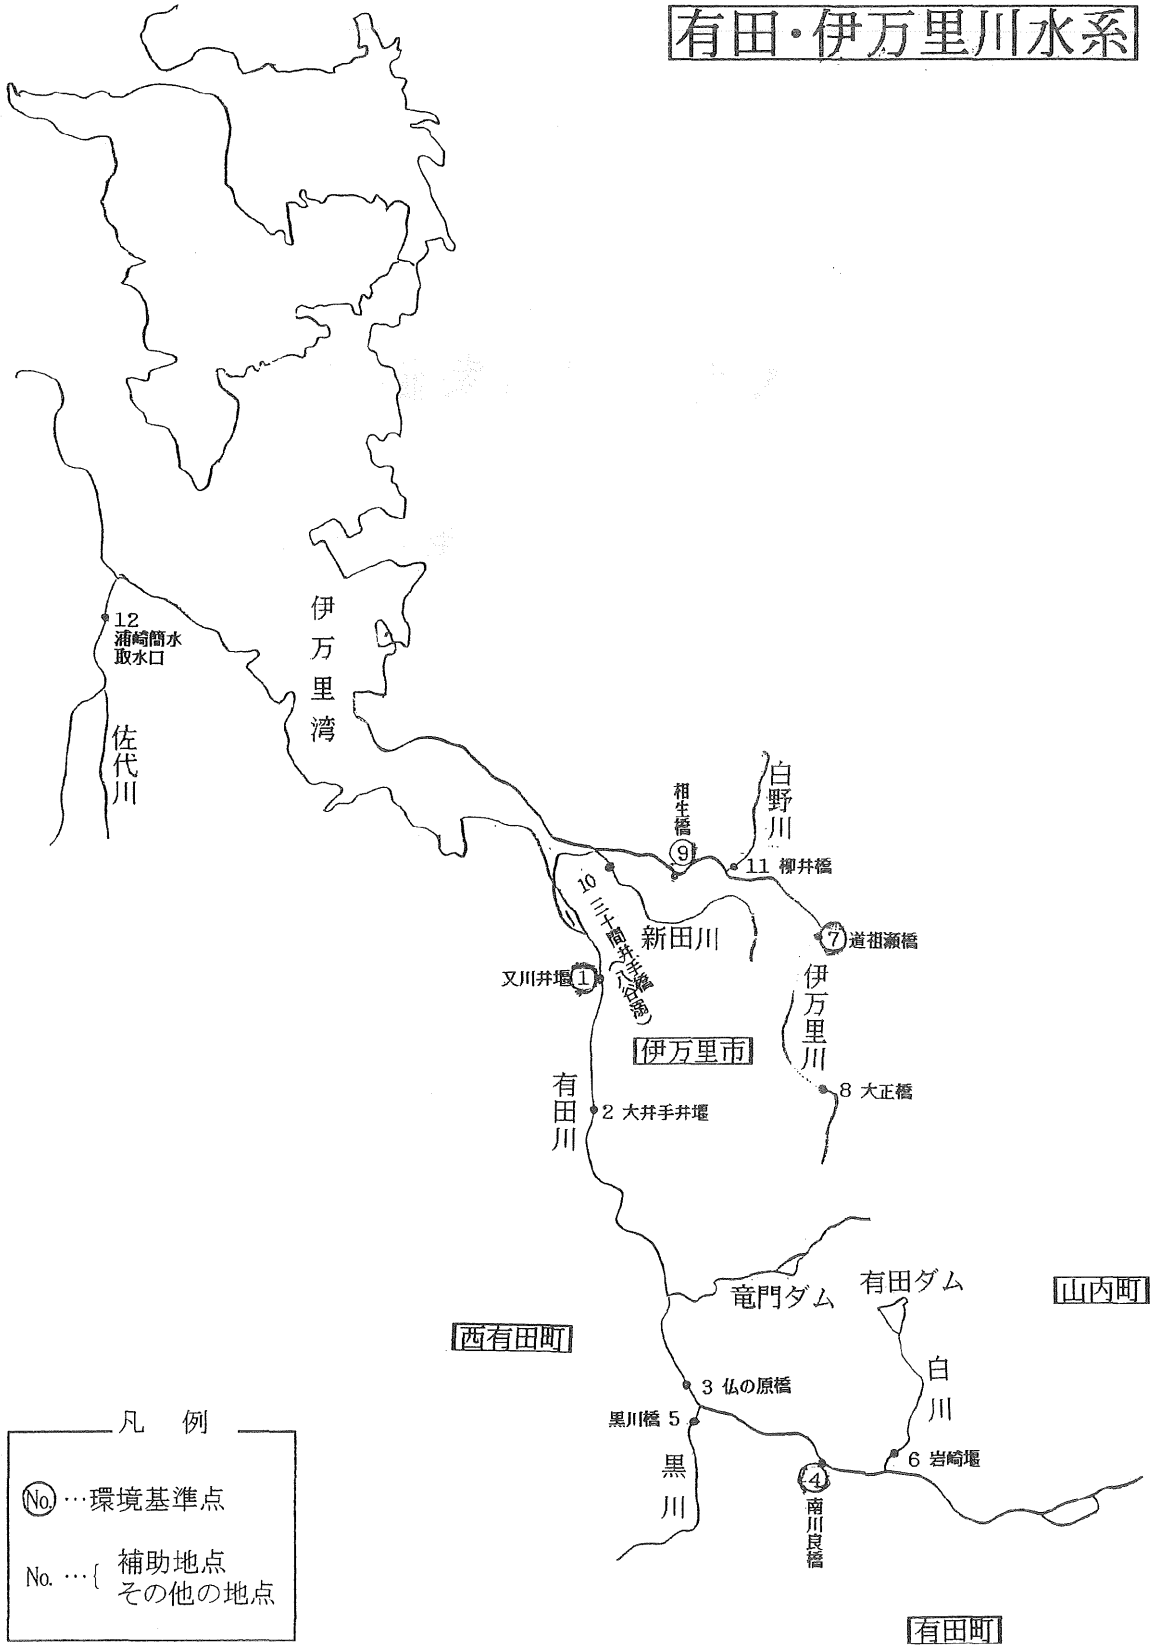 有田・伊万里川水系
伊万里湾
12
浦崎簡水
取水口
佐代川
白野川
相生橋
9
11 柳井橋
10 三十間井手橋
(八谷溺)
新田川
7 道祖瀬橋
又川井堰 1
伊万里川
伊万里市
8 大正橋
有田川
2 大井手井堰
竜門ダム
有田ダム
山内町
西有田町
3 仏の原橋
白川
黒川橋 5
6 岩崎堰
黒川
4
南川良橋
凡例
No. …環境基準点
No. …{ 補助地点
その他の地点
有田町